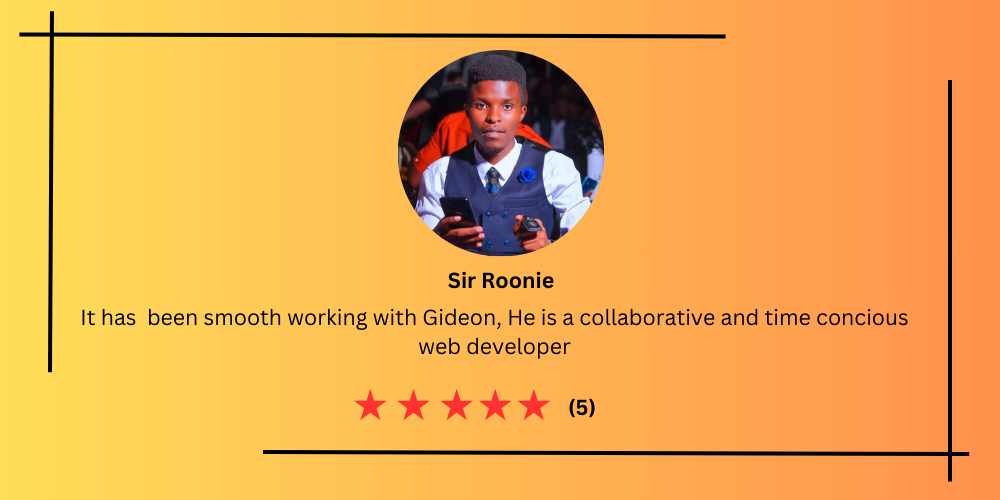 Sir Roonie
It has  been smooth working with Gideon, He is a collaborative and time concious
web developer
(5)